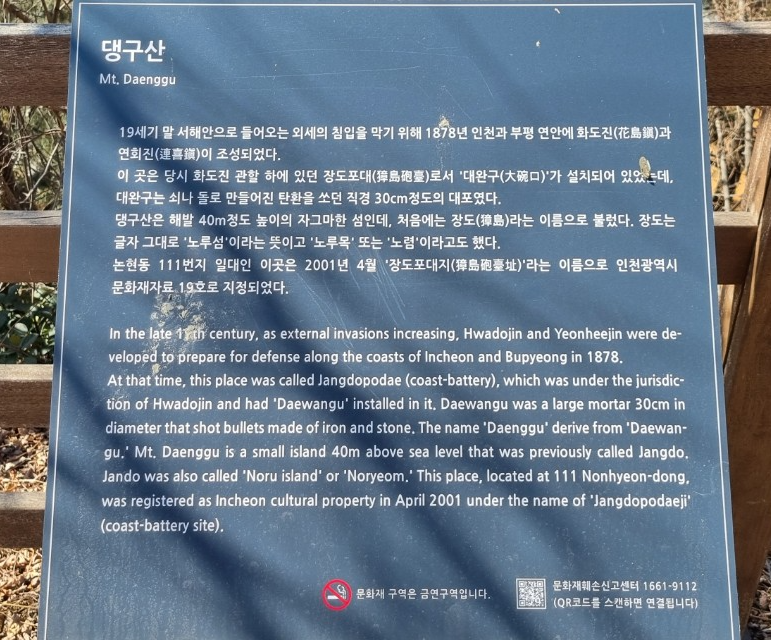 댕구산
Mt. Daenggu
19세기 말 서해안으로 들어오는 외세의 침입을 막기 위해 1878년 인천과 부평 연안에 화도진(花島鎭)과
연희진(連喜鎭)이 조성되었다.
이 곳은 당시 화도진 관할 하에 있던 장도포대(獐島砲臺)로서 '대완구(大碗口)'가 설치되어 있었는데,
대완구는 쇠나 돌로 만들어진 탄환을 쏘던 직경 30cm정도의 대포였다.
댕구산은 해발 40m정도 높이의 자그마한 섬인데, 처음에는 장도(獐島)라는 이름으로 불렀다. 장도는
글자 그대로 '노루섬'이라는 뜻이고 '노루목' 또는 '노렴'이라고도 했다.
논현동 111번지 일대인 이곳은 2001년 4월 '장도포대지(獐島砲臺址)'라는 이름으로 인천광역시
문화재자료 19호로 지정되었다.
In the late century, as external invasions increasing, Hwadojin and Yeonheejin were de-
veloped to prepare for defense along the coasts of Incheon and Bupyeong in 1878.
At that time, this place was called Jangdopodae (coast-battery), which was under the jurisdic-
tion of Hwadojin and had 'Daewangu' installed in it. Daewangu was a large mortar 30cm in
diameter that shot bullets made of iron and stone. The name 'Daenggu' derive from 'Daewan-
gu.' Mt. Daenggu is a small island 40m above sea level that was previously called Jangdo.
Jando was also called 'Noru island' or 'Noryeom.' This place, located at 111 Nonhyeon-dong,
was registered as Incheon cultural property in April 2001 under the name of 'Jangdopodaeji'
(coast-battery site).
문화재 구역은 금연구역입니다.
문화재훼손신고센터 1661-9112
(QR코드를 스캔하면 연결됩니다)